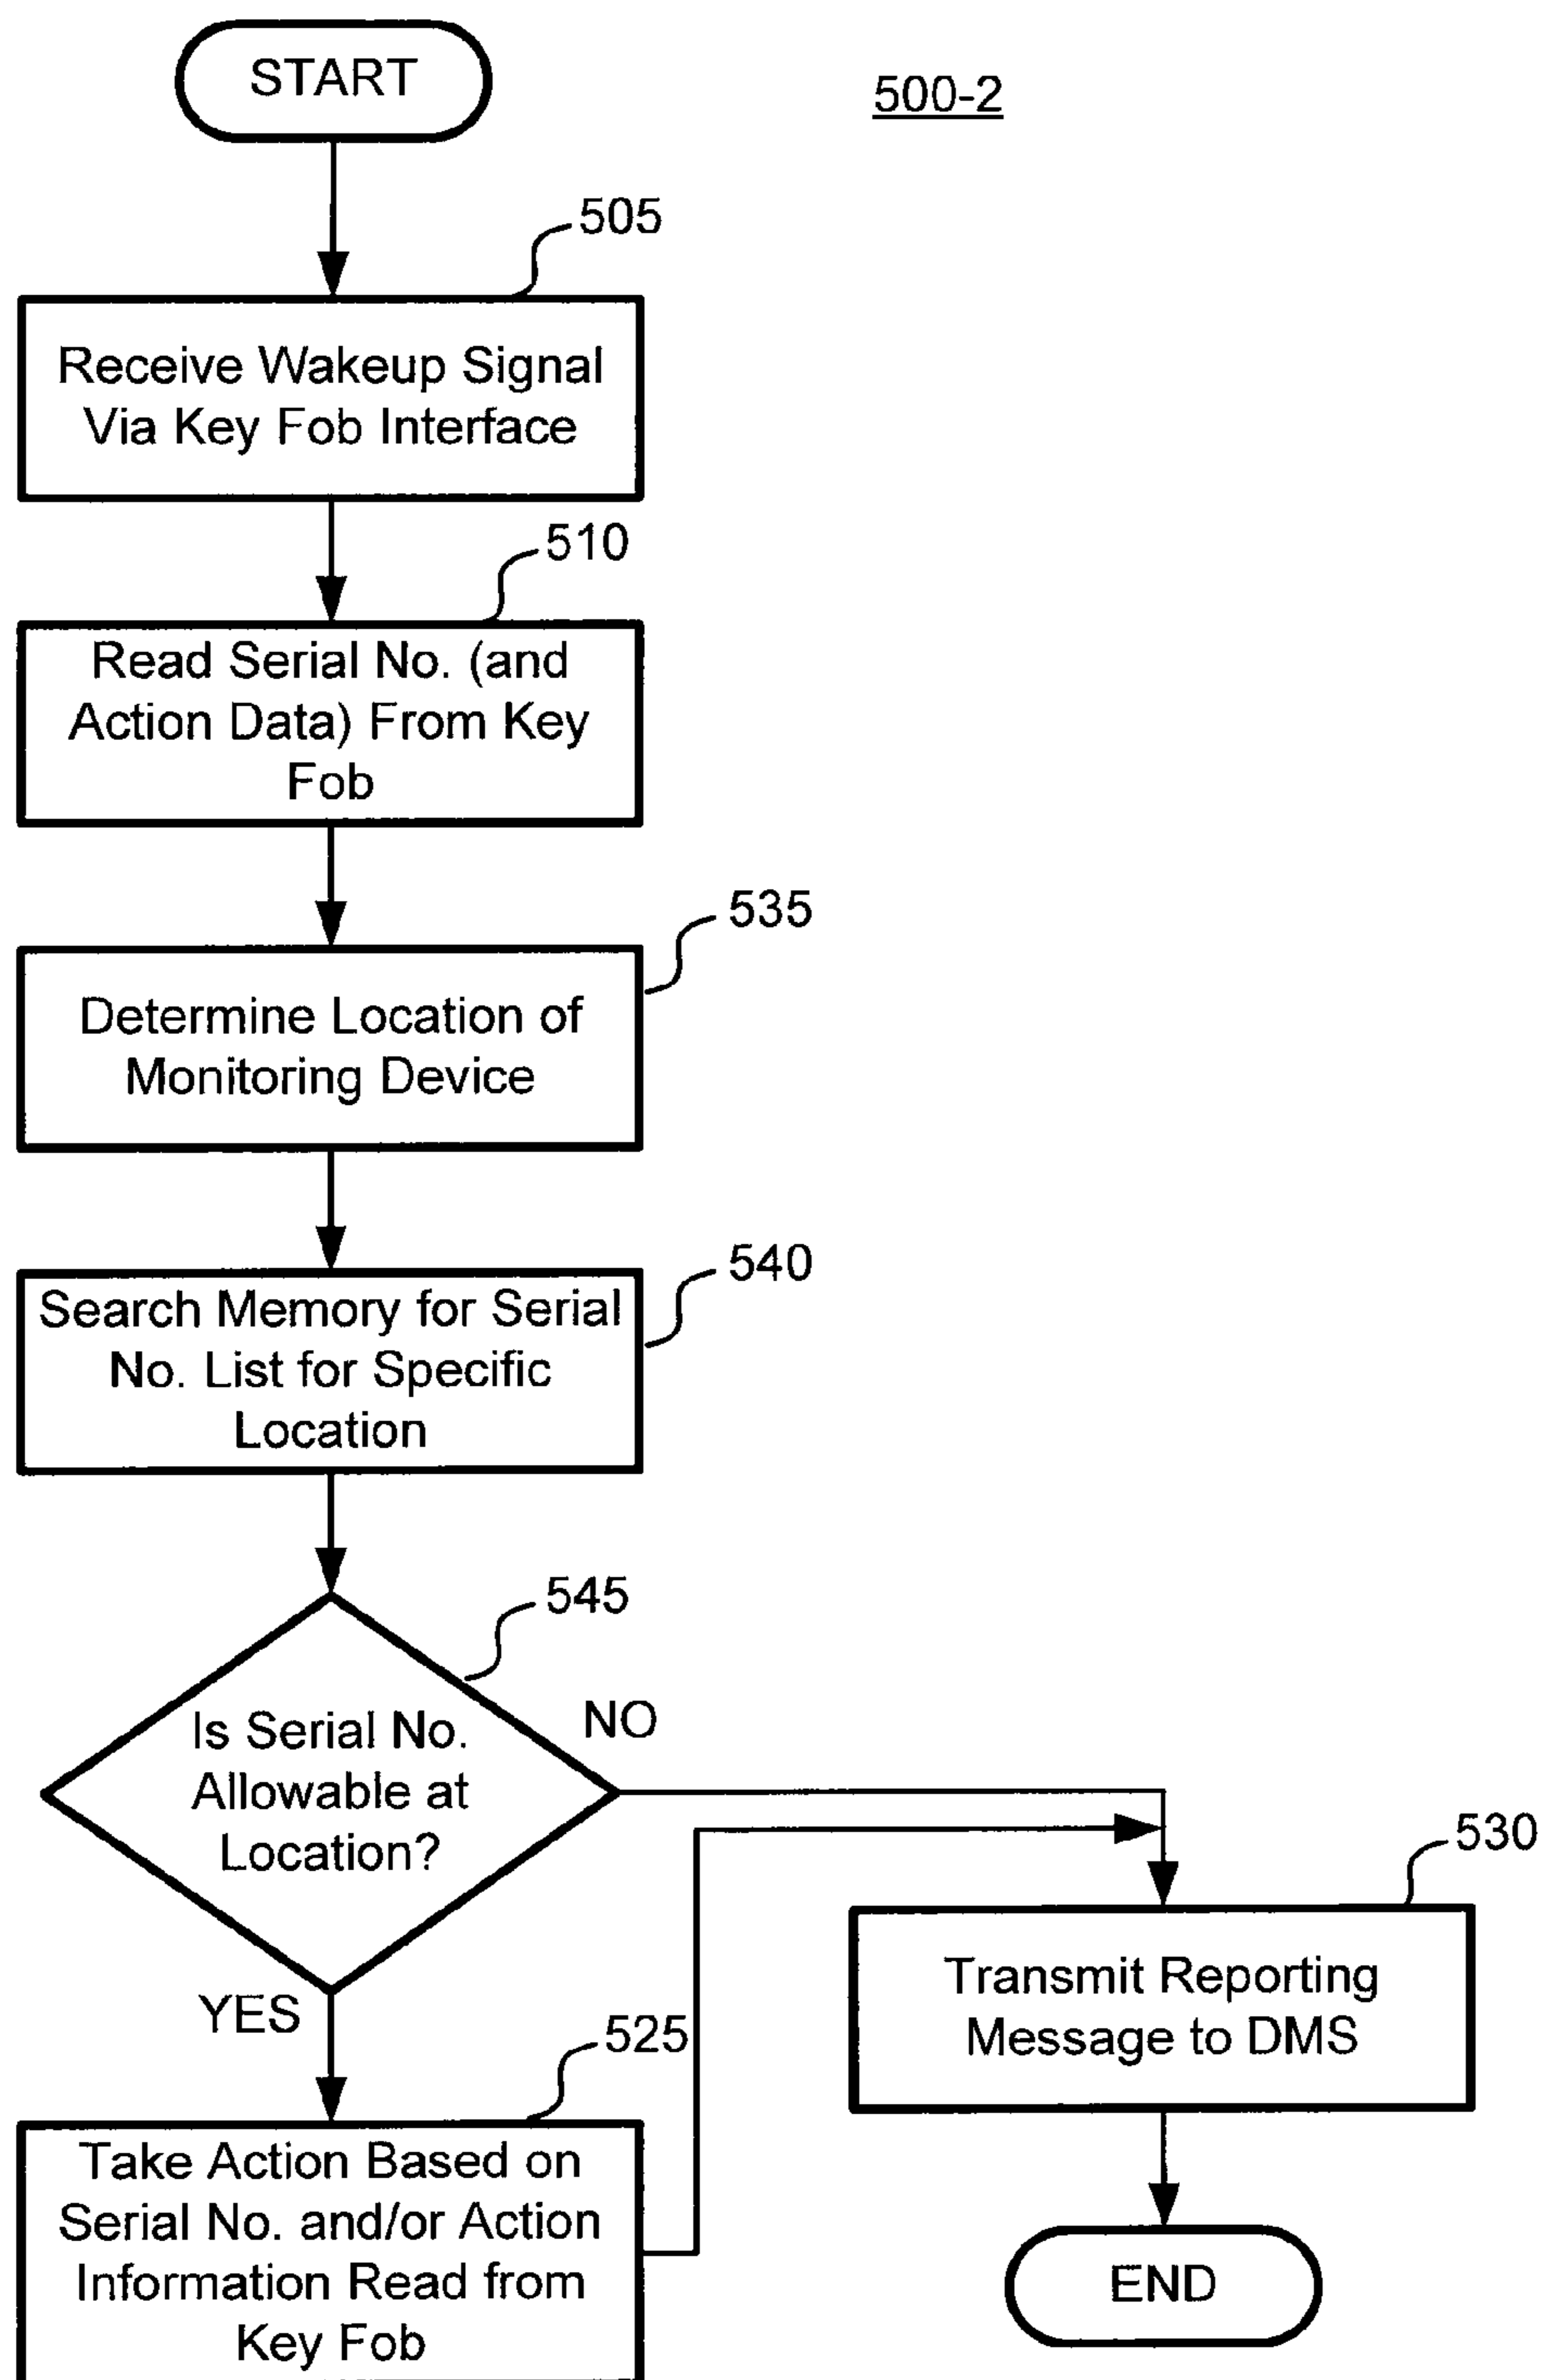 START
500-2
505
Receive Wakeup Signal
Via Key Fob Interface
510
Read Serial No. (and
Action Data) From Key
Fob
535
Determine Location of
Monitoring Device
540
Search Memory for Serial
No. List for Specific
Location
545
Is Serial No.
Allowable at
Location?
NO
YES
530
Transmit Reporting
Message to DMS
525
Take Action Based on
Serial No. and/or Action
Information Read from
Key Fob
END